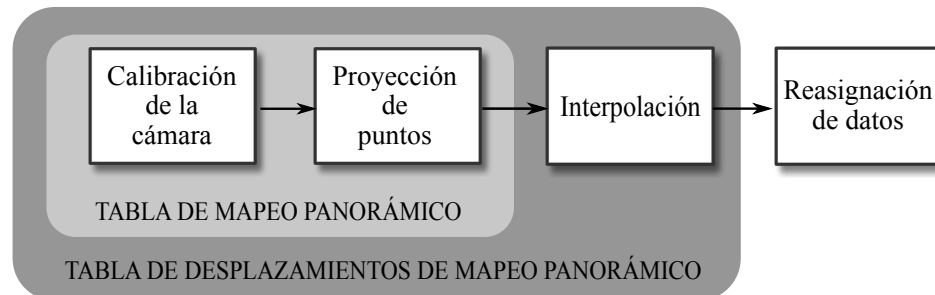 Calibración
de la
cámara
Proyección
de
puntos
Interpolación
Reasignación
de datos
TABLA DE MAPEO PANORÁMICO
TABLA DE DESPLAZAMIENTOS DE MAPEO PANORÁMICO